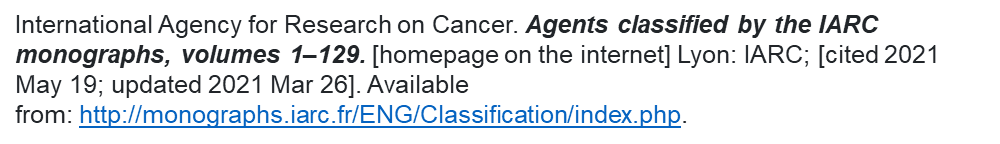 International Agency for Research on Cancer. Agents classified by the IARC
monographs, volumes 1–129. [homepage on the internet] Lyon: IARC; [cited 2021
May 19; updated 2021 Mar 26]. Available
from: http://monographs.iarc.fr/ENG/Classification/index.php.